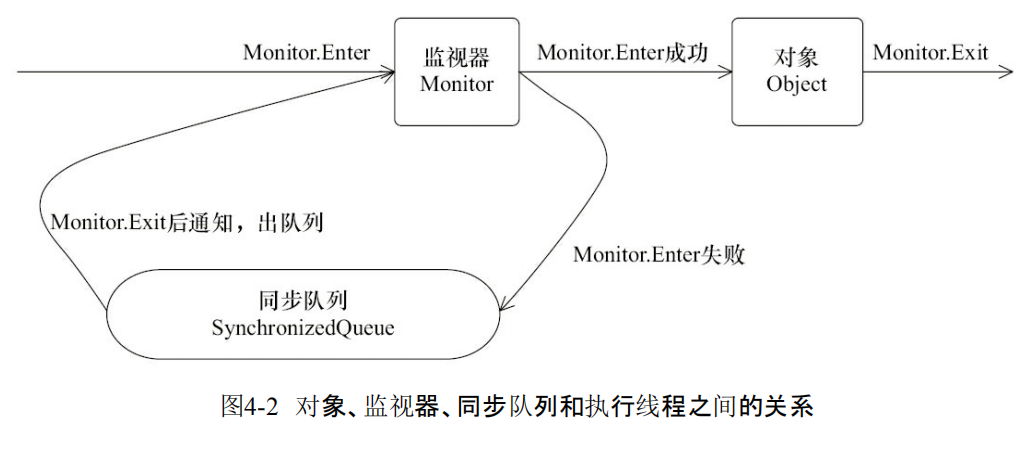 Monitor.Enter
监视器
Monitor
Monitor.Enter成功
对象
Object
Monitor.Exit
Monitor.Exit后通知，出队列
Monitor.Enter失败
同步队列
SynchronizedQueue
图4-2 对象、监视器、同步队列和执行线程之间的关系